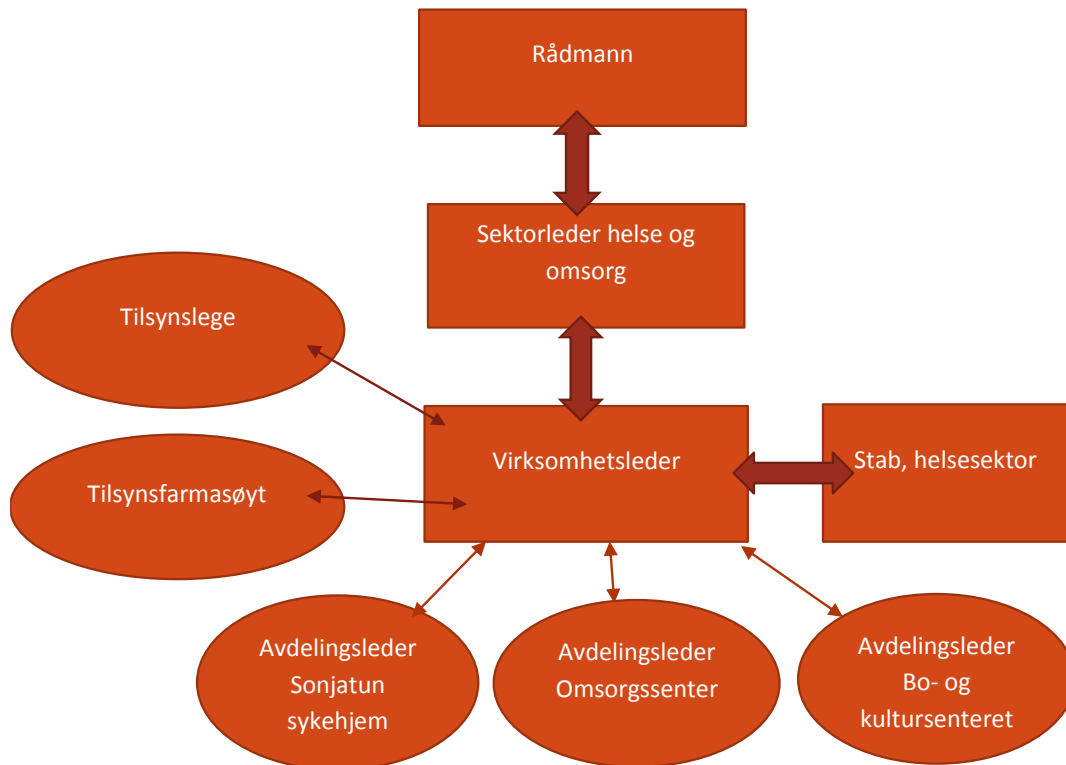 Rådmann
Sektorleder helse og
omsorg
Tilsynslege
Virksomhetsleder
Stab, helsesektor
Tilsynsfarmasøyt
Avdelingsleder
Sonjatun
sykehjem
Avdelingsleder
Omsorgssenter
Avdelingsleder
Bo- og
kultursenteret